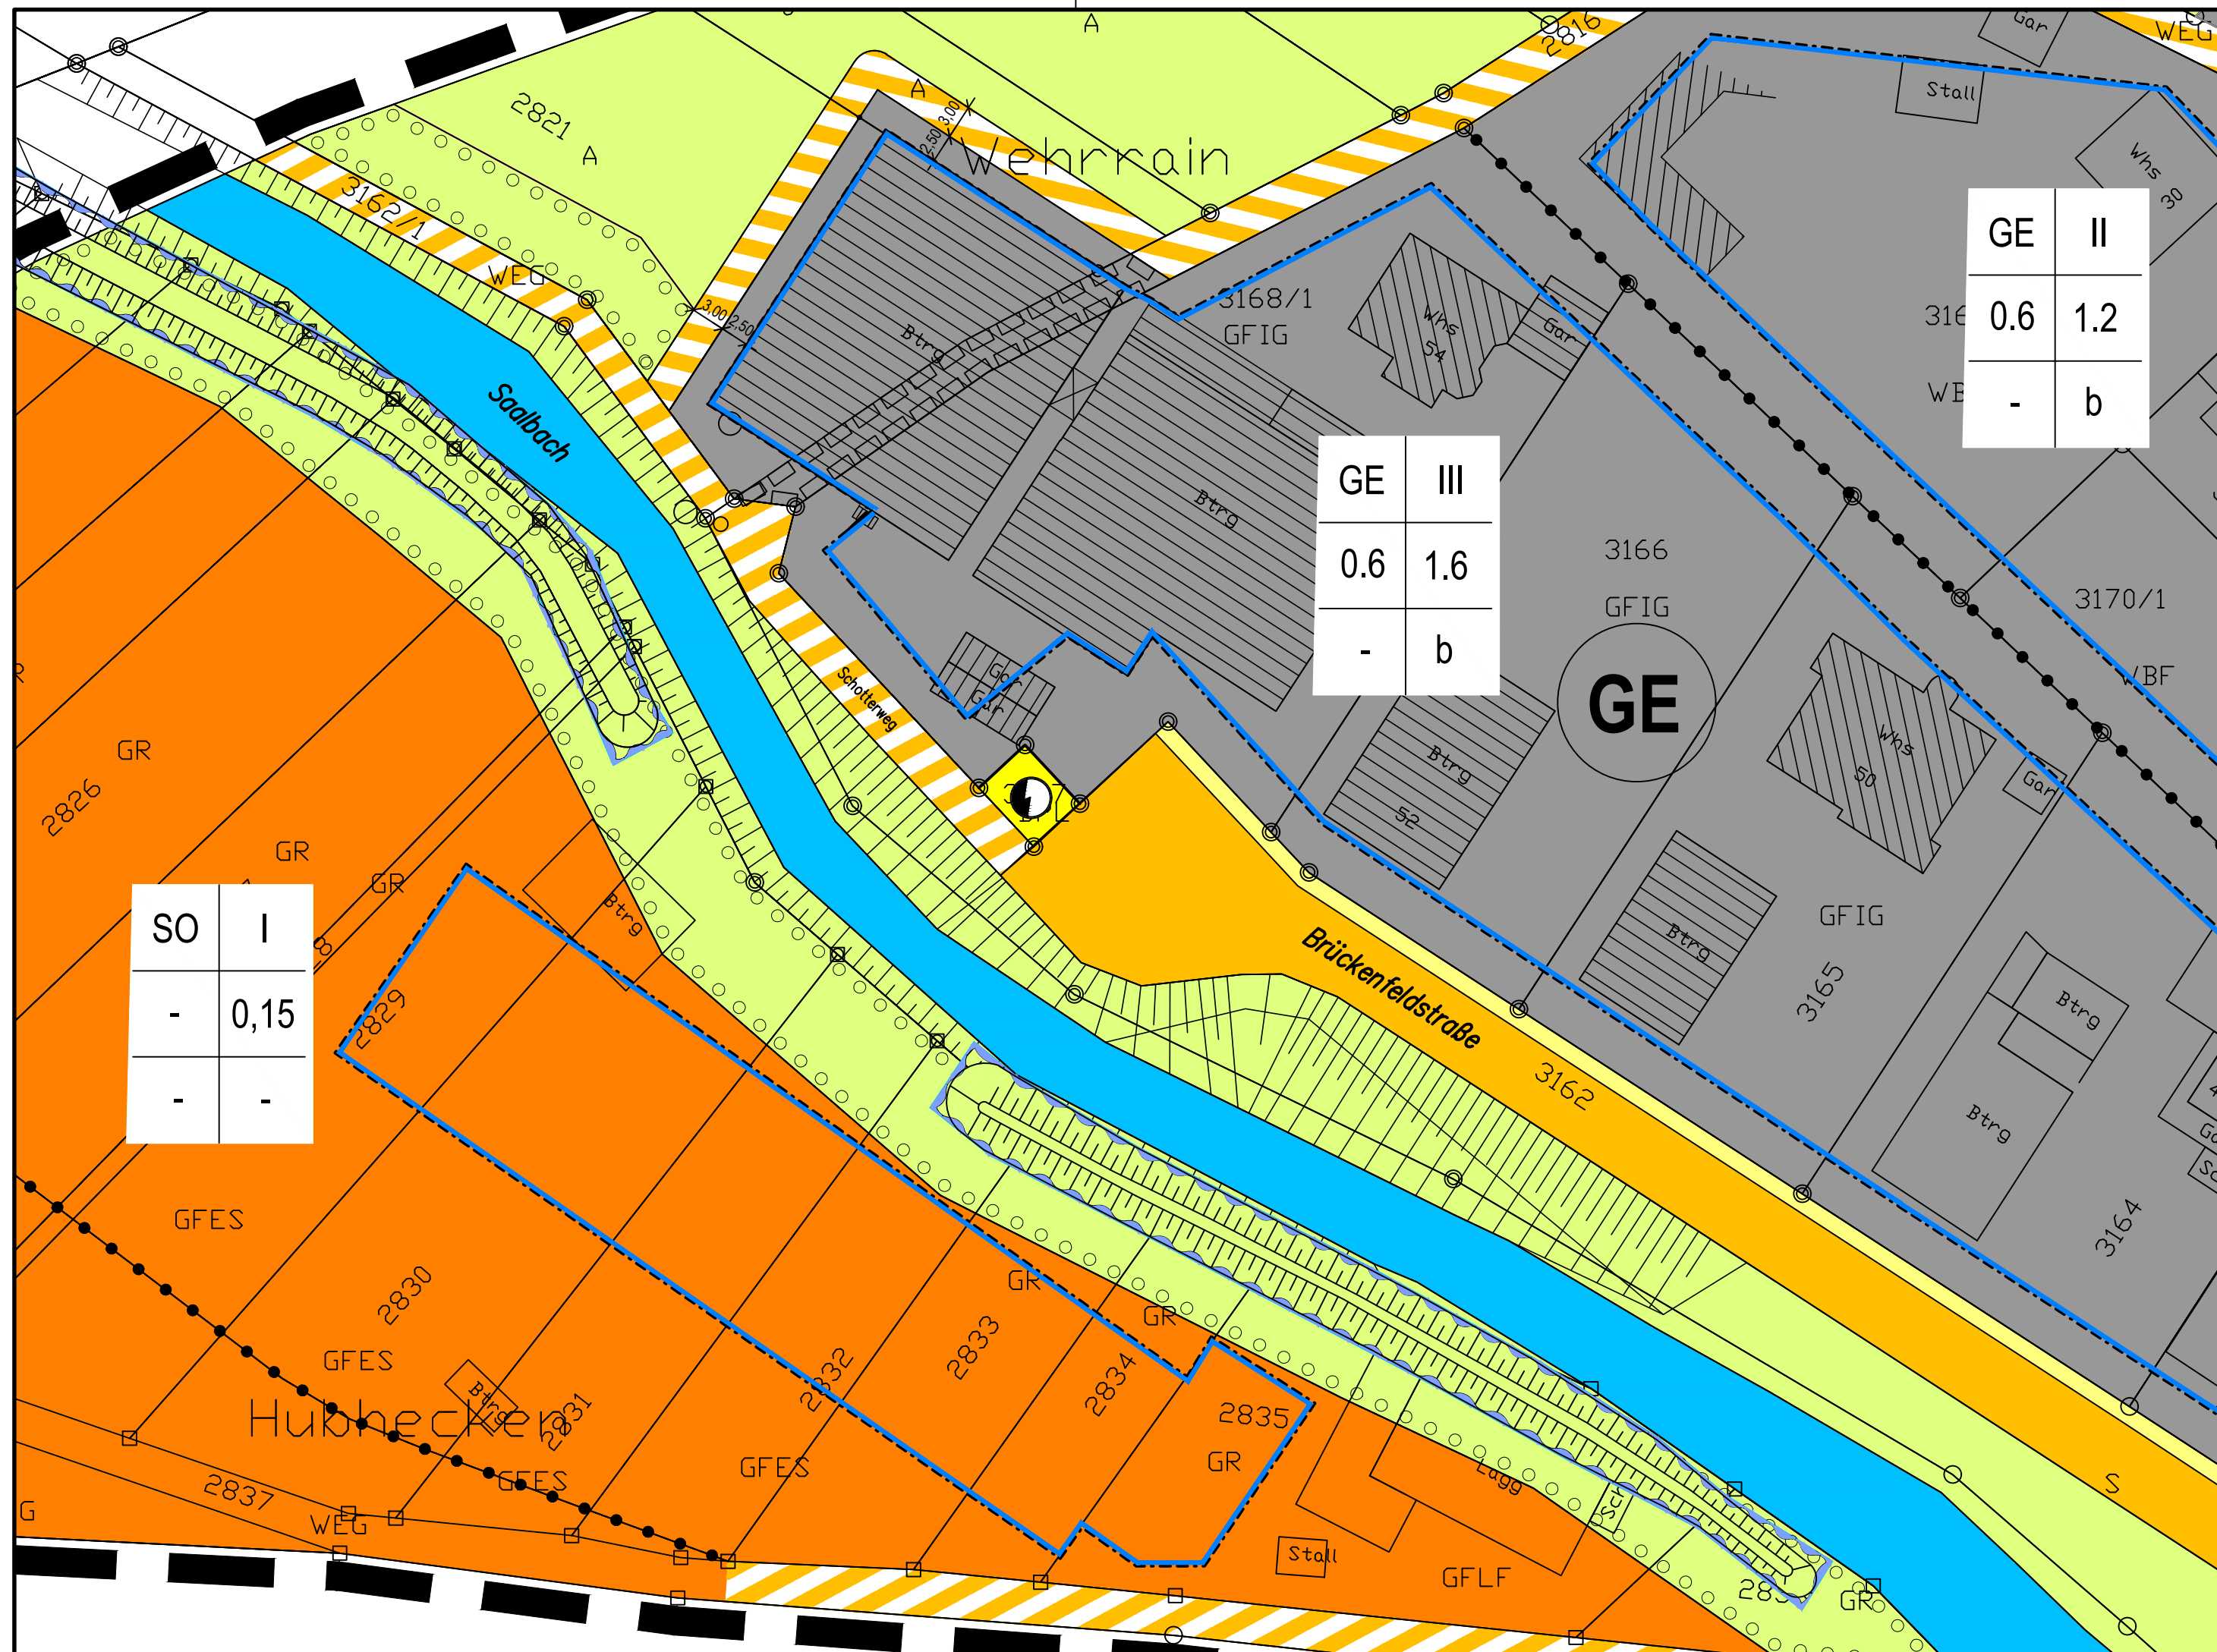 A
2816
Gar
WEG
2821
A
A
3,00
2,50
Wehrrain
Stall
Whs
30
3162/1
WEG
3,00
2,50
Btrg
3168/1
GFIG
Whs
54
Gar
GE II
0.6 1.2
- b
Saalbach
Btrg
GE III
0.6 1.6
- b
3166
GFIG
3170/1
WBF
GE
Gar
Gar
Schotterweg
GR
2826
GR
GR
Btrg
Btrg
52
Whs
50
Gar
GFIG
Btrg
3165
Btrg
Btrg
3164
SO I
- 0,15
- -
2829
Brückenfeldstraße
3162
S
GFES
2830
GFES
Hubhecken
Btrg
2831
GFES
2832
GFES
2833
GR
2834
GR
2835
GR
Lagg
Stall
GFLF
GR
2837
WEG
G